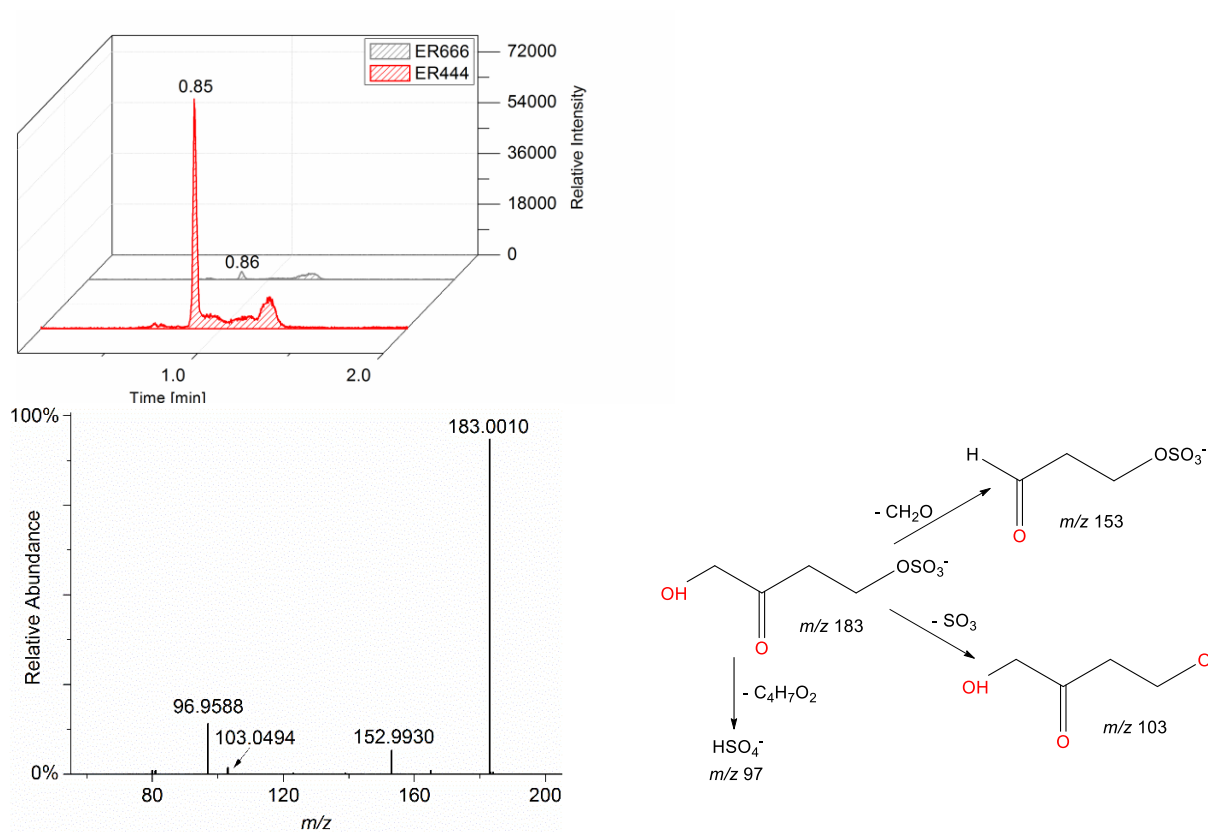 ER666
ER444
72000
54000
36000
18000
0
Relative Intensity
0.85
0.86
1.0
2.0
Time [min]
100%
0%
Relative Abundance
183.0010
96.9588
103.0494
152.9930
80
120
160
200
m/z
H
OSO₃⁻
O
m/z 153
- CH₂O
OH
OSO₃⁻
O
m/z 183
- SO₃
- C₄H₇O₂
HSO₄⁻
m/z 97
OH
O
O
m/z 103